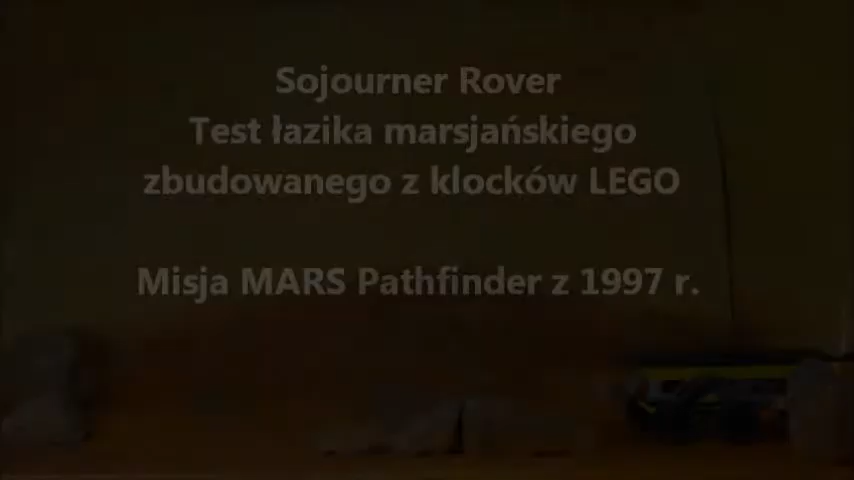 Sojourner Rover
Test łazika marsjańskiego
zbudowanego z klocków LEGO
Misja MARS Pathfinder z 1997 r.